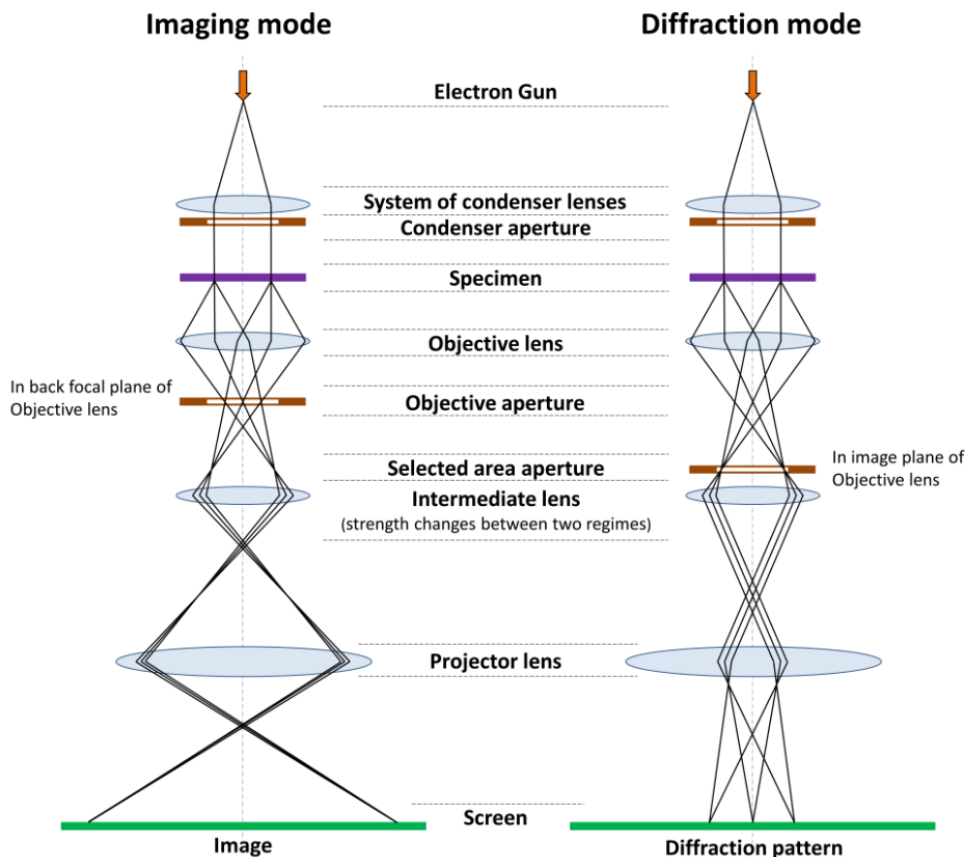 Imaging mode
Diffraction mode
Electron Gun
System of condenser lenses
Condenser aperture
Specimen
Objective lens
In back focal plane of
Objective lens
Objective aperture
Selected area aperture
In image plane of
Objective lens
Intermediate lens
(strength changes between two regimes)
Projector lens
Screen
Image
Diffraction pattern